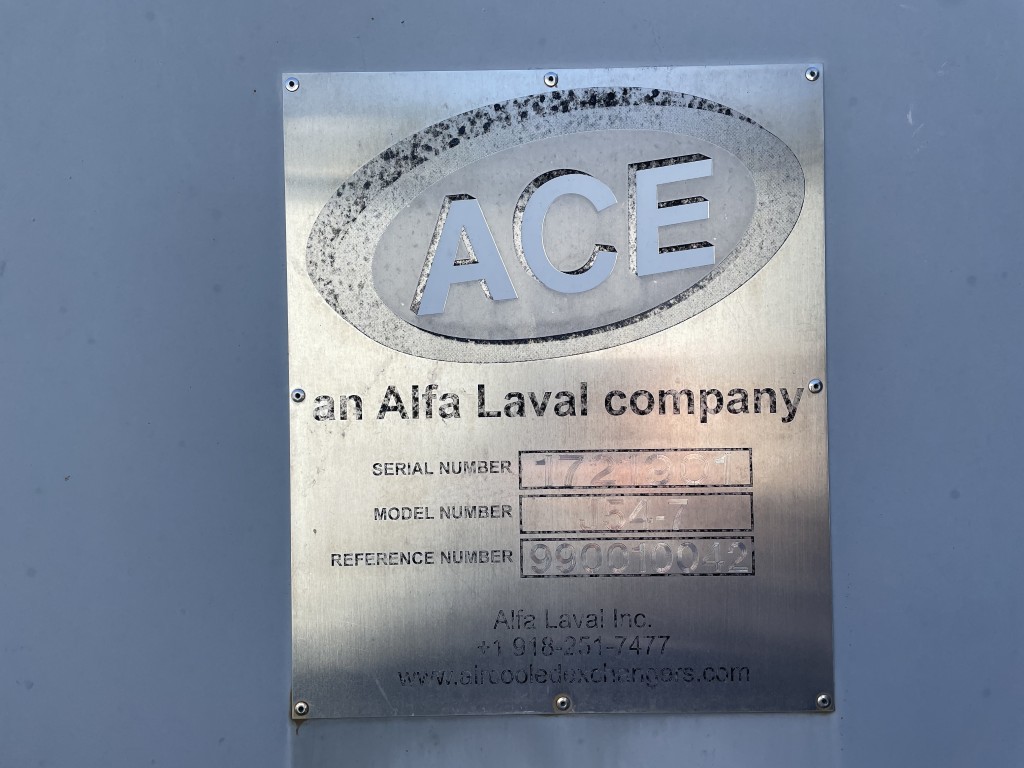 ACE
an Alfa Laval company
SERIAL NUMBER
MODEL NUMBER
REFERENCE NUMBER 990610042
Alfa Laval Inc.
+1 918-251-7477
www.aircooledexchangers.com